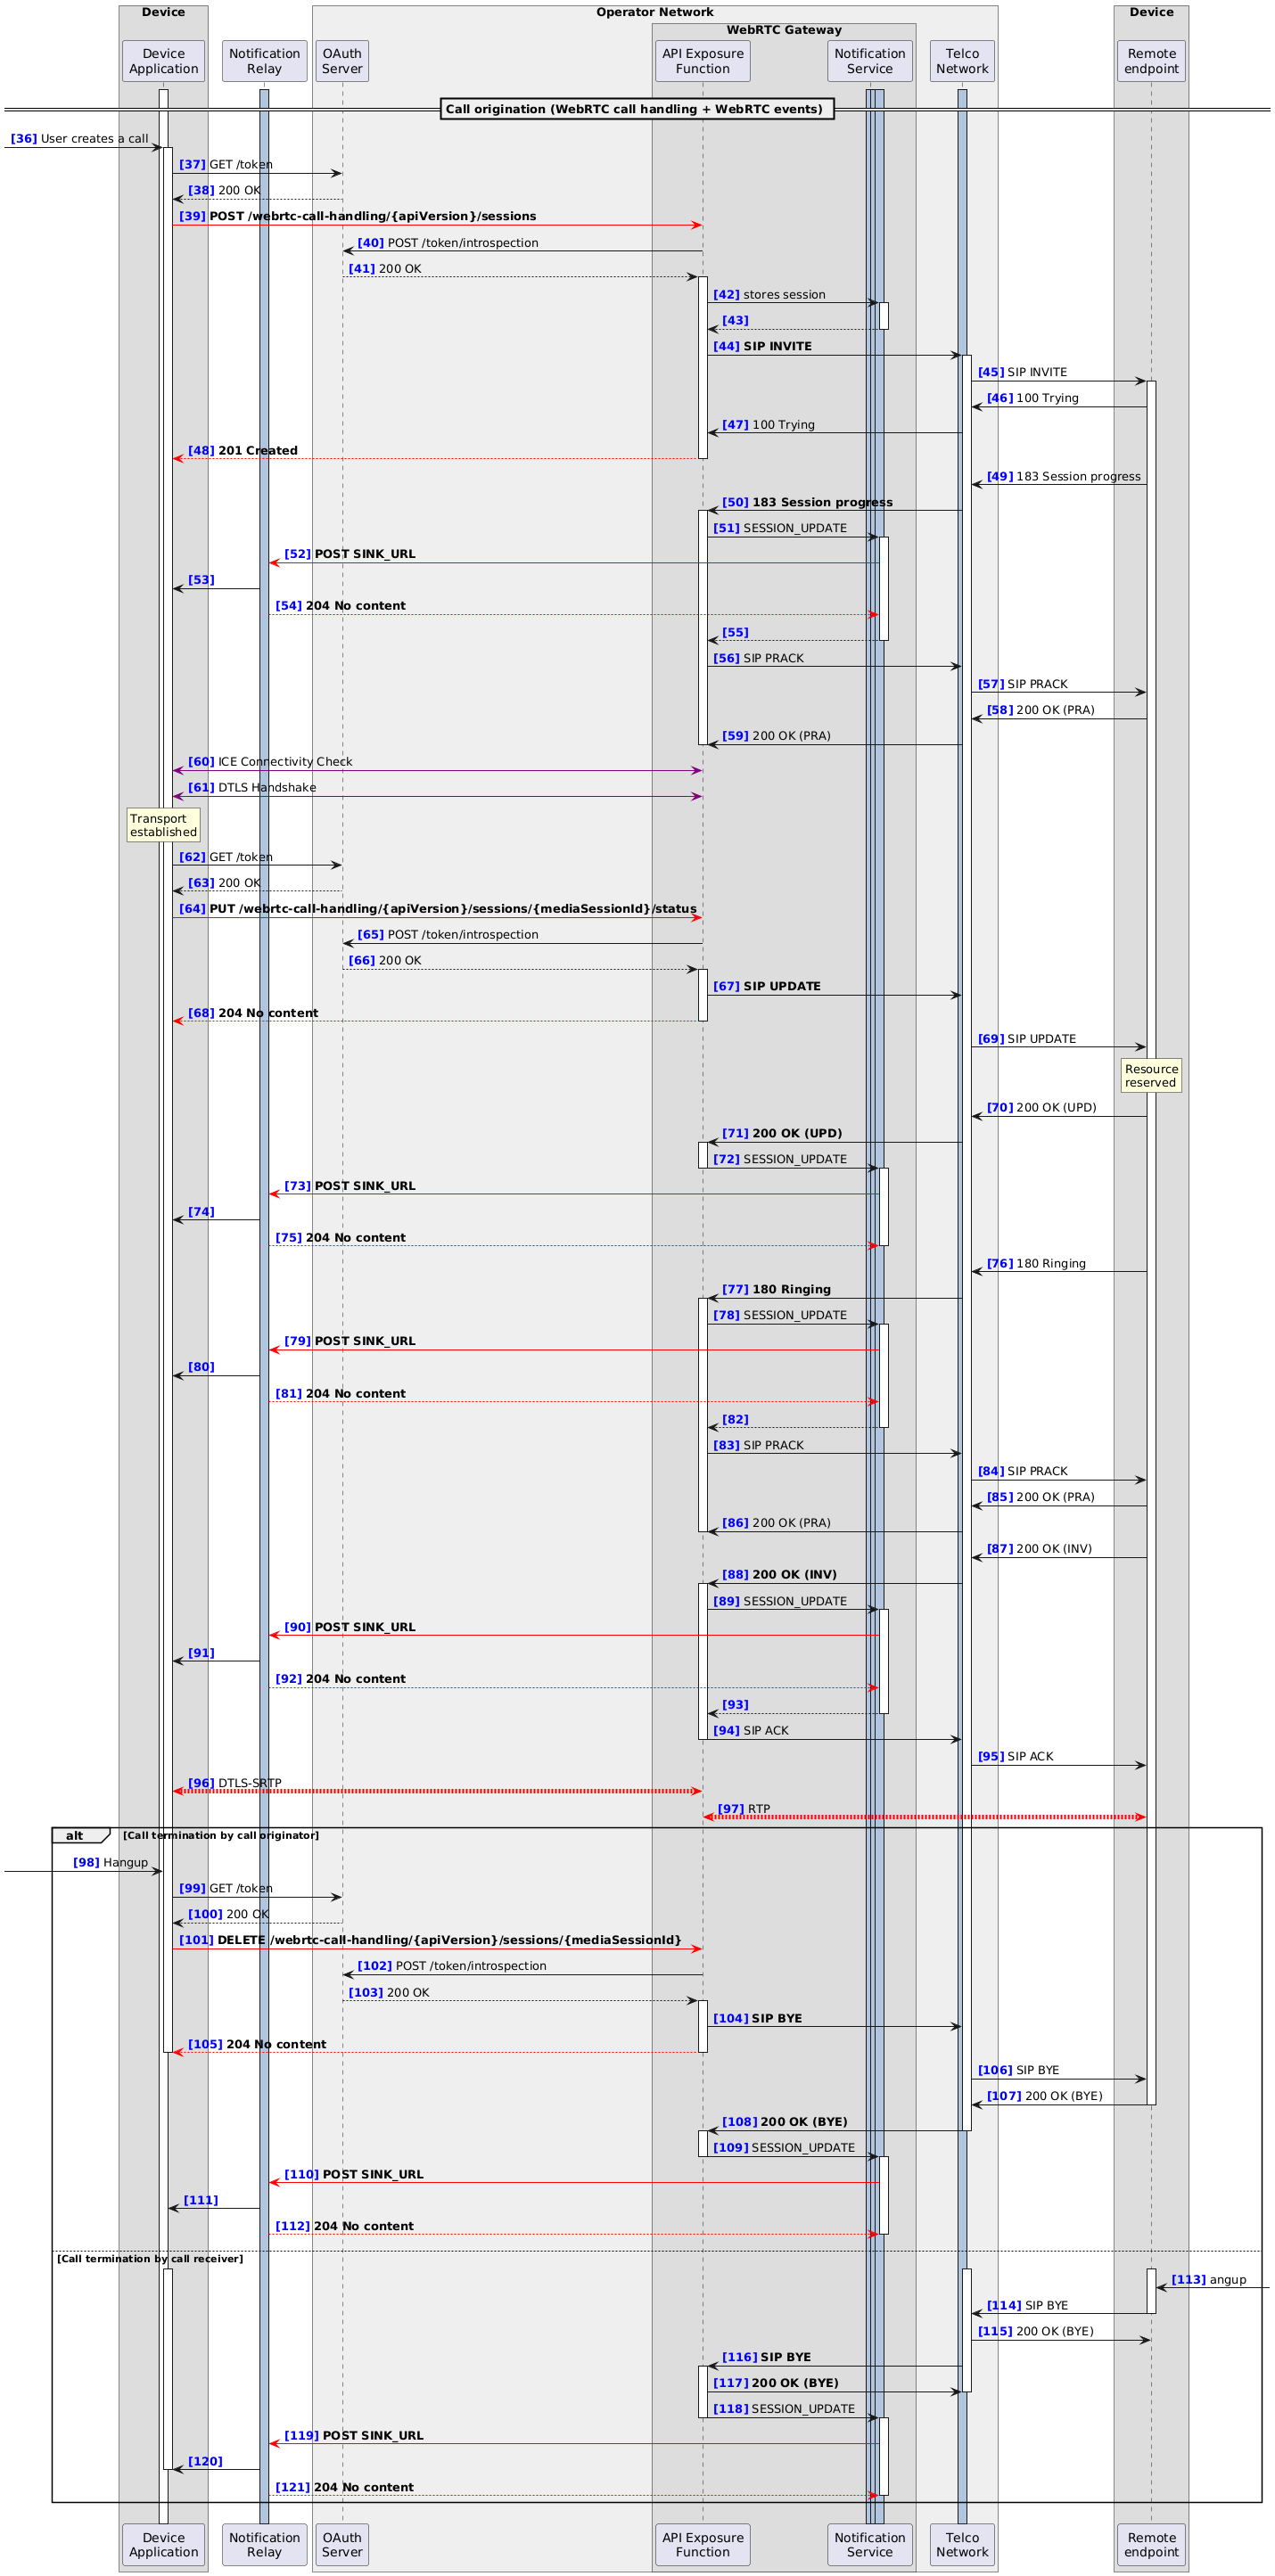 Device
Operator Network
Device
WebRTC Gateway
Device
Application
Notification
Relay
OAuth
Server
API Exposure
Function
Notification
Service
Telco
Network
Remote
endpoint
Call origination (WebRTC call handling + WebRTC events)
[36] User creates a call
[37] GET /token
[38] 200 OK
[39] POST /webrtc-call-handling/{apiVersion}/sessions
[40] POST /token/introspection
[41] 200 OK
[42] stores session
[43]
[44] SIP INVITE
[45] SIP INVITE
[46] 100 Trying
[47] 100 Trying
[48] 201 Created
[49] 183 Session progress
[50] 183 Session progress
[51] SESSION_UPDATE
[52] POST SINK_URL
[53]
[54] 204 No content
[55]
[56] SIP PRACK
[57] SIP PRACK
[58] 200 OK (PRA)
[59] 200 OK (PRA)
[60] ICE Connectivity Check
[61] DTLS Handshake
Transport
established
[62] GET /token
[63] 200 OK
[64] PUT /webrtc-call-handling/{apiVersion}/sessions/{mediaSessionId}/status
[65] POST /token/introspection
[66] 200 OK
[67] SIP UPDATE
[68] 204 No content
[69] SIP UPDATE
Resource
reserved
[70] 200 OK (UPD)
[71] 200 OK (UPD)
[72] SESSION_UPDATE
[73] POST SINK_URL
[74]
[75] 204 No content
[76] 180 Ringing
[77] 180 Ringing
[78] SESSION_UPDATE
[79] POST SINK_URL
[80]
[81] 204 No content
[82]
[83] SIP PRACK
[84] SIP PRACK
[85] 200 OK (PRA)
[86] 200 OK (PRA)
[87] 200 OK (INV)
[88] 200 OK (INV)
[89] SESSION_UPDATE
[90] POST SINK_URL
[91]
[92] 204 No content
[93]
[94] SIP ACK
[95] SIP ACK
[96] DTLS-SRTP
[97] RTP
alt [Call termination by call originator]
[98] Hangup
[99] GET /token
[100] 200 OK
[101] DELETE /webrtc-call-handling/{apiVersion}/sessions/{mediaSessionId}
[102] POST /token/introspection
[103] 200 OK
[104] SIP BYE
[105] 204 No content
[106] SIP BYE
[107] 200 OK (BYE)
[108] 200 OK (BYE)
[109] SESSION_UPDATE
[110] POST SINK_URL
[111]
[112] 204 No content
[Call termination by call receiver]
[113] angup
[114] SIP BYE
[115] 200 OK (BYE)
[116] SIP BYE
[117] 200 OK (BYE)
[118] SESSION_UPDATE
[119] POST SINK_URL
[120]
[121] 204 No content
Device
Application
Notification
Relay
OAuth
Server
API Exposure
Function
Notification
Service
Telco
Network
Remote
endpoint